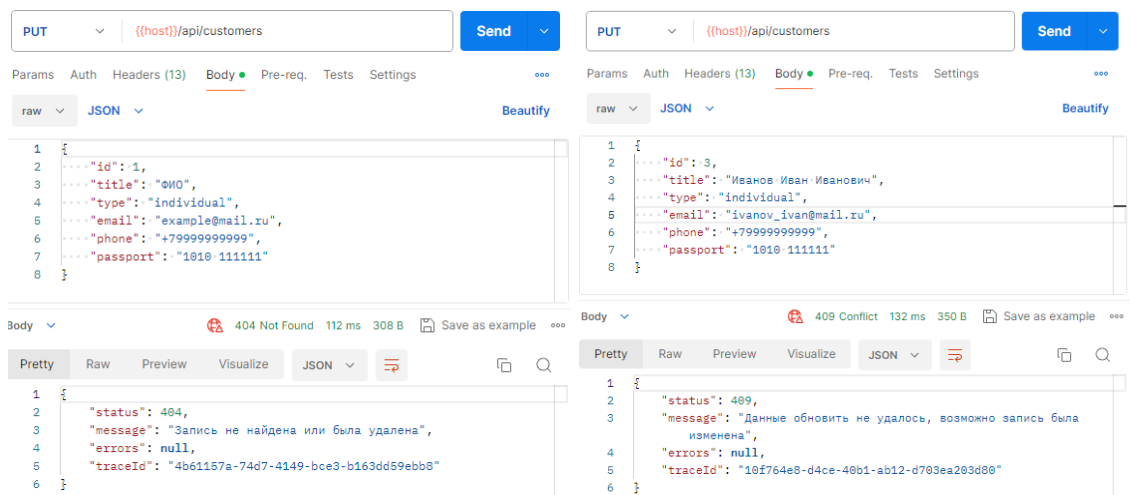 PUT
{{host}}/api/customers
Send
Params Auth Headers (13) Body Pre-req. Tests Settings
raw JSON Beautify
1 {
2 "id": 1,
3 "title": "ФИО",
4 "type": "individual",
5 "email": "example@mail.ru",
6 "phone": "+79999999999",
7 "passport": "1010 111111"
8 }
Body 404 Not Found 112 ms 308 B Save as example
Pretty Raw Preview Visualize JSON
1 {
2 "status": 404,
3 "message": "Запись не найдена или была удалена",
4 "errors": null,
5 "traceId": "4b61157a-74d7-4149-bce3-b163dd59ebb8"
6 }
PUT
{{host}}/api/customers
Send
Params Auth Headers (13) Body Pre-req. Tests Settings
raw JSON Beautify
1 {
2 "id": 3,
3 "title": "Иванов Иван Иванович",
4 "type": "individual",
5 "email": "ivanov_ivan@mail.ru",
6 "phone": "+79999999999",
7 "passport": "1010 111111"
8 }
Body 409 Conflict 132 ms 350 B Save as example
Pretty Raw Preview Visualize JSON
1 {
2 "status": 409,
3 "message": "Данные обновить не удалось, возможно запись была
изменена",
4 "errors": null,
5 "traceId": "10f764e8-d4ce-40b1-ab12-d703ea203d80"
6 }